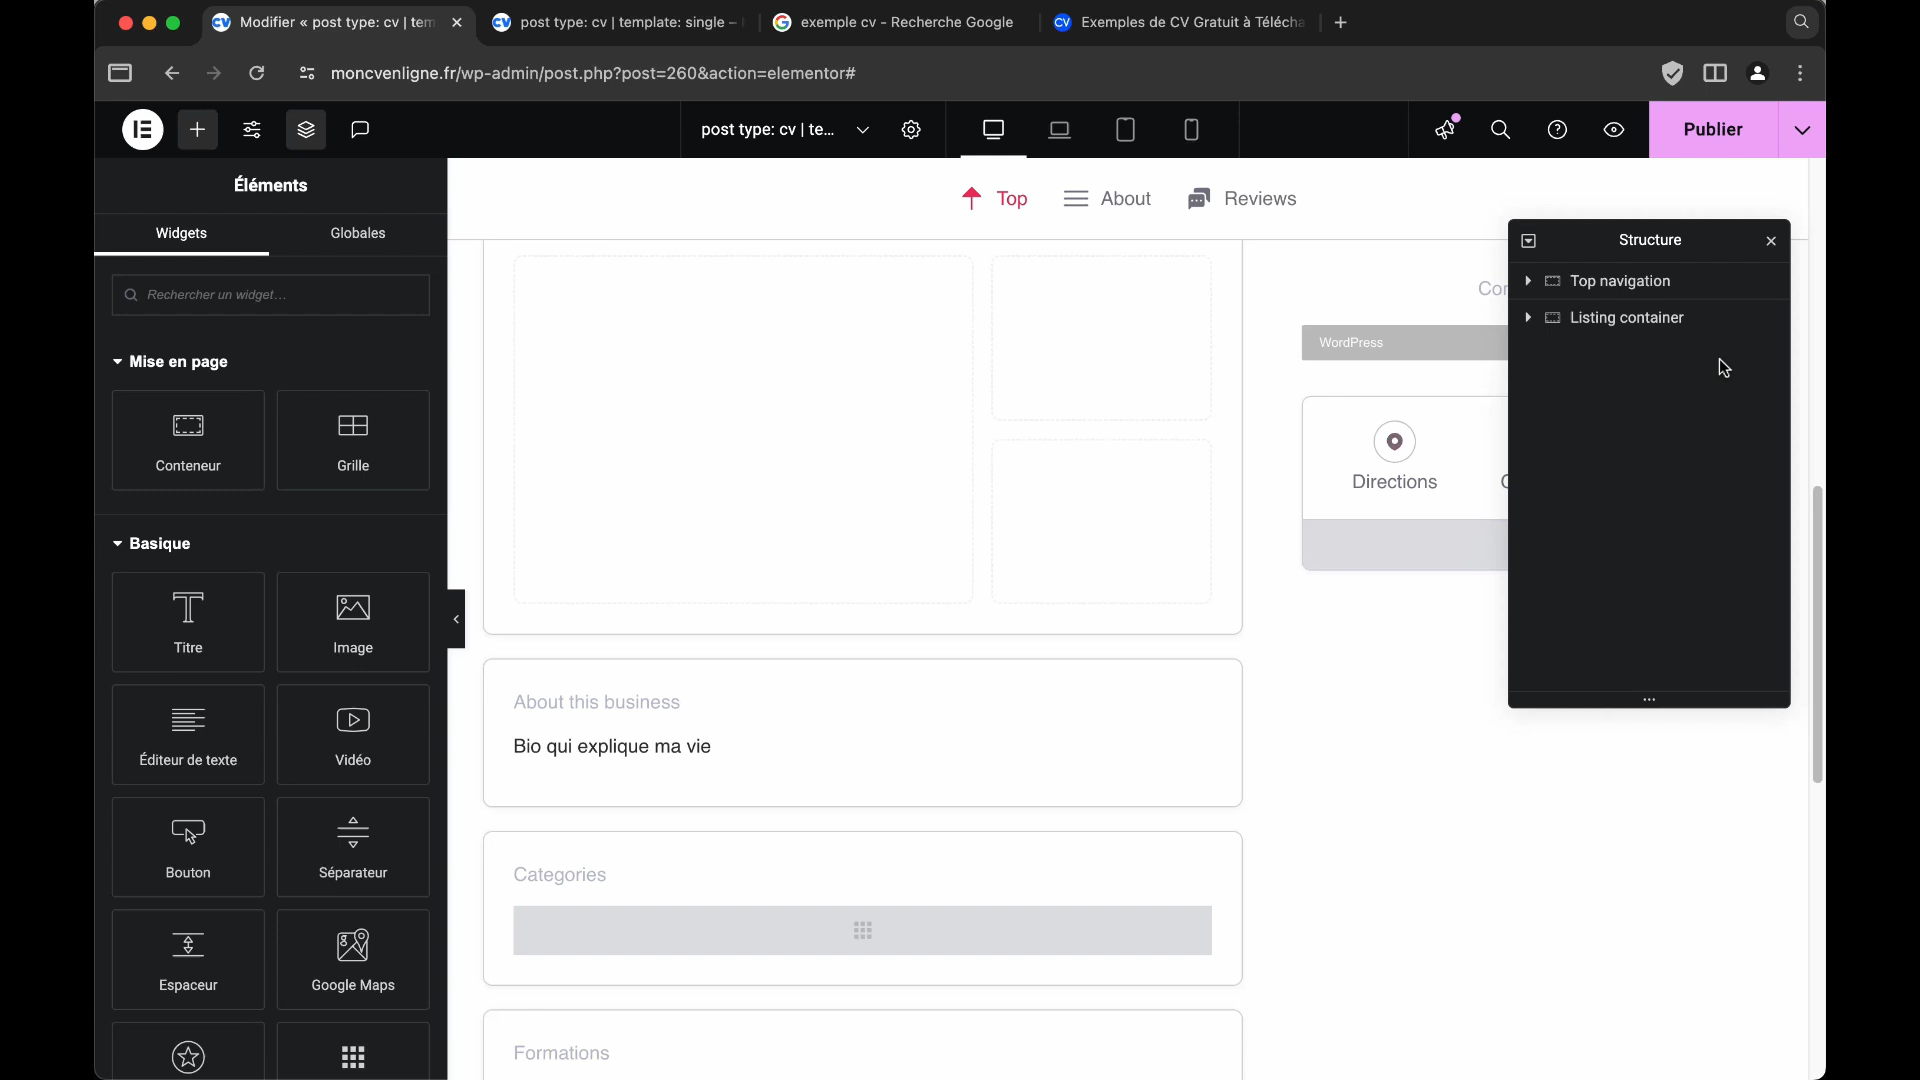 Modifier « post type: cv | tem
post type: cv | template: single –
exemple cv - Recherche Google
Exemples de CV Gratuit à Télécha
moncvenligne.fr/wp-admin/post.php?post=260&action=elementor#
post type: cv | te...
Publier
Éléments
Widgets
Globales
Rechercher un widget...
Mise en page
Conteneur
Grille
Basique
Titre
Image
Éditeur de texte
Vidéo
Bouton
Séparateur
Espaceur
Google Maps
Top
About
Reviews
WordPress
Directions
About this business
Bio qui explique ma vie
Categories
Formations
Structure
Top navigation
Listing container